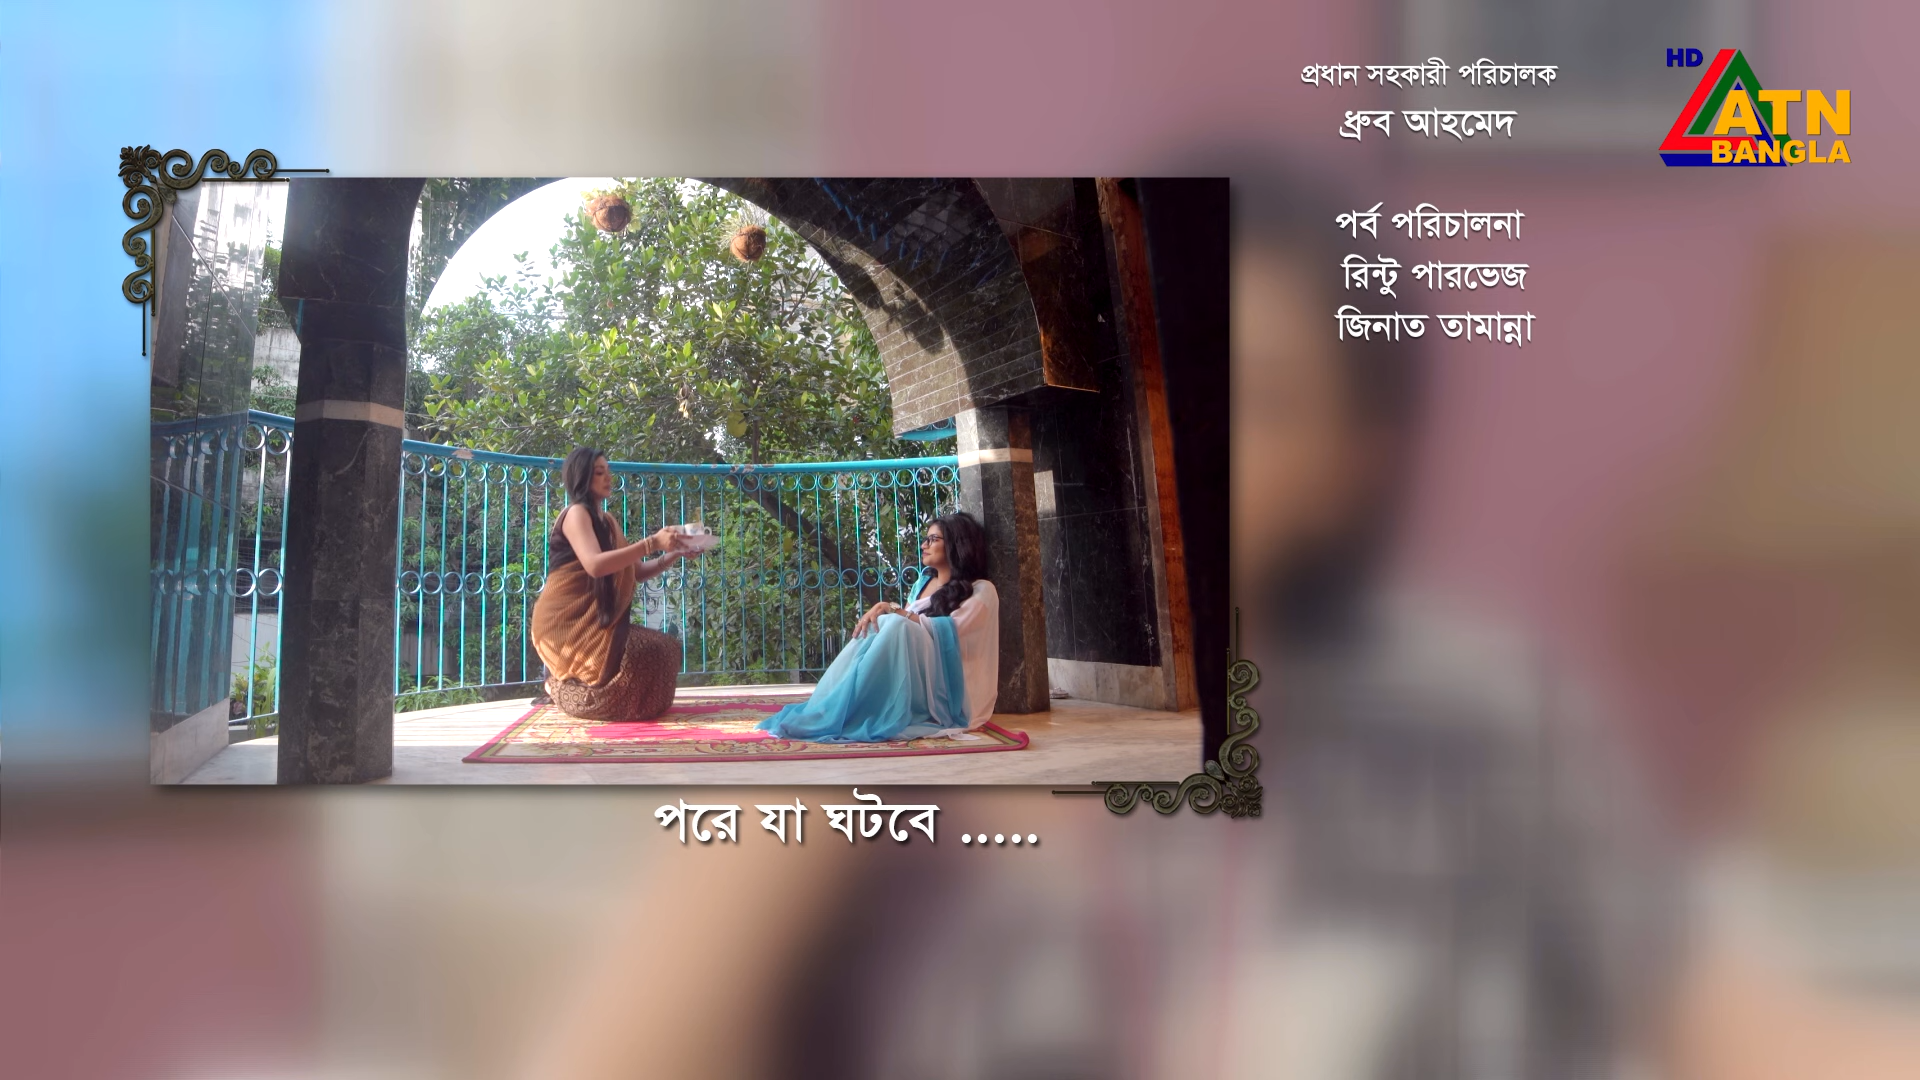 প্রধান সহকারী পরিচালক
ধ্রুব আহমেদ
HD
ATN
BANGLA
পর্ব পরিচালনা
রিন্টু পারভেজ
জিনাত তামান্না
পরে যা ঘটবে .....